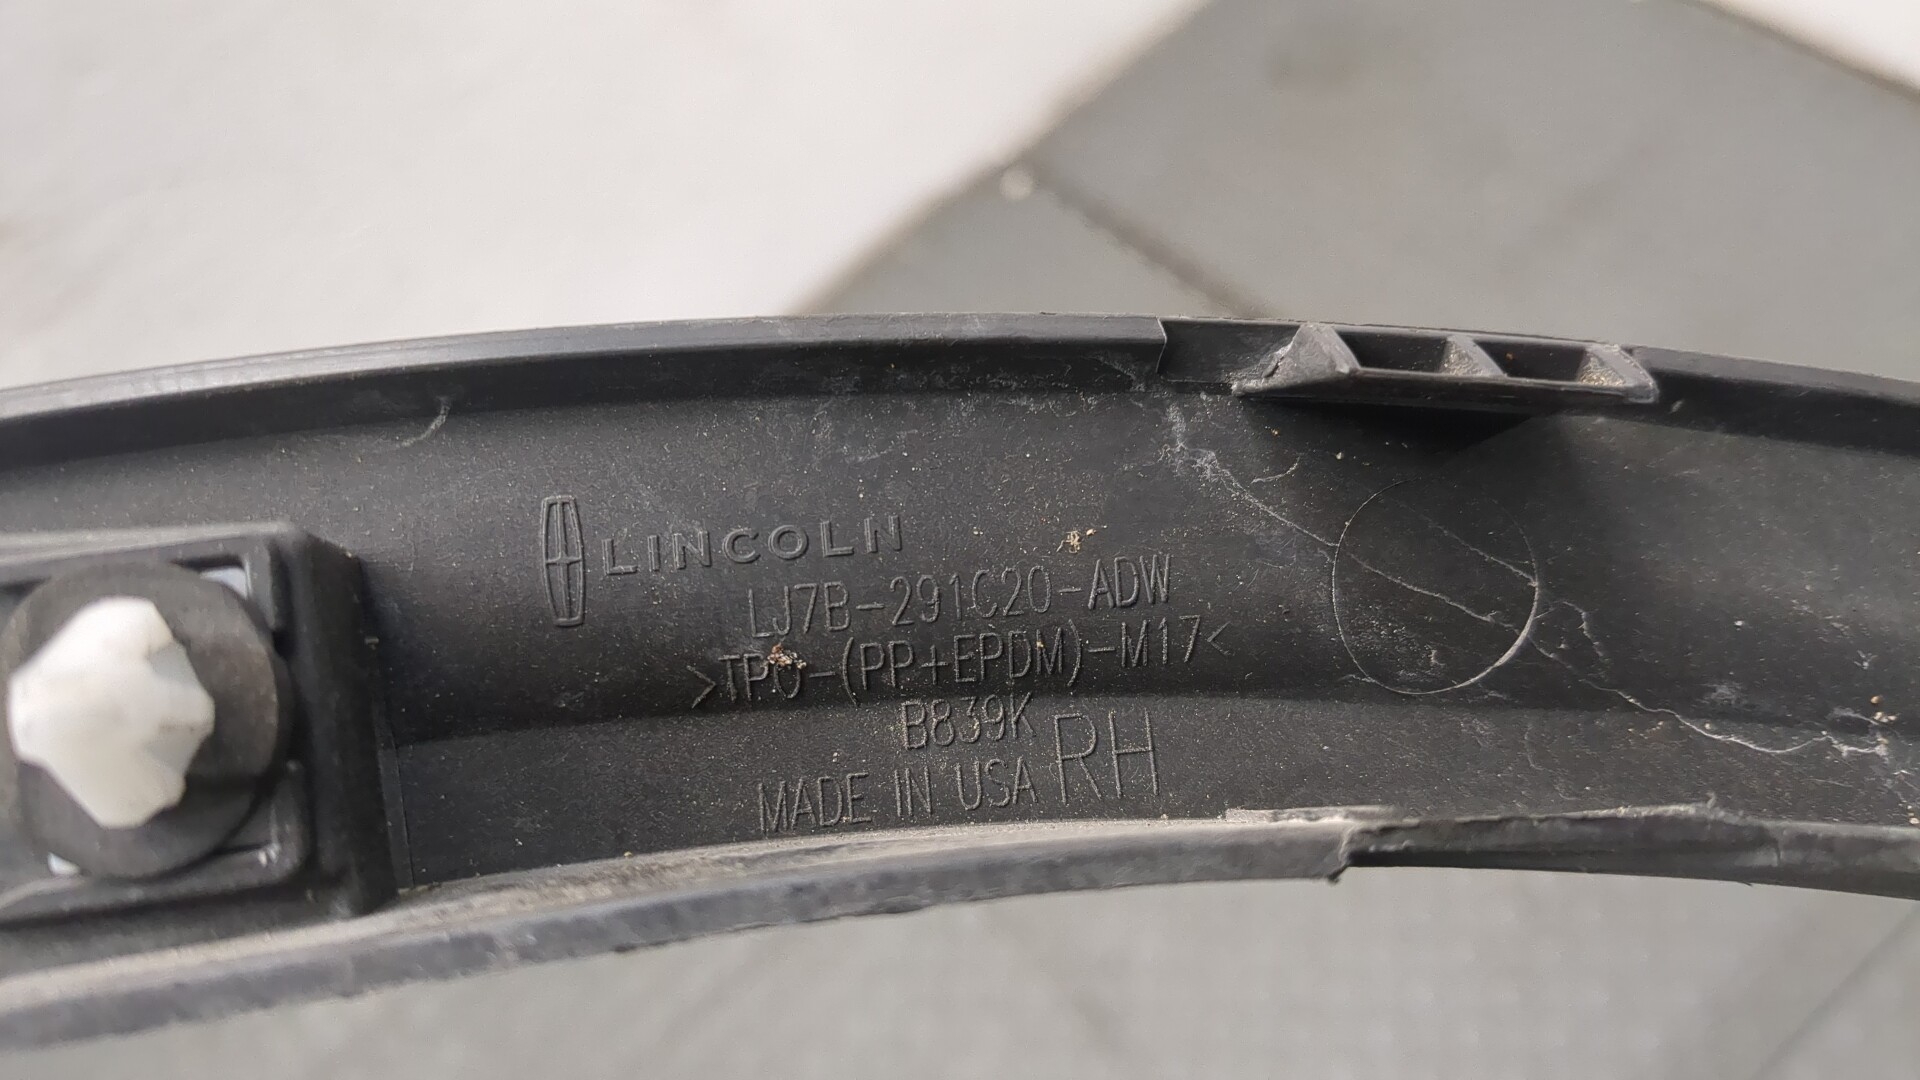 LINCOLN
LJ7B-291C20-ADW
>TPO-(PP+EPDM)-M17<
B839K
RH
MADE IN USA